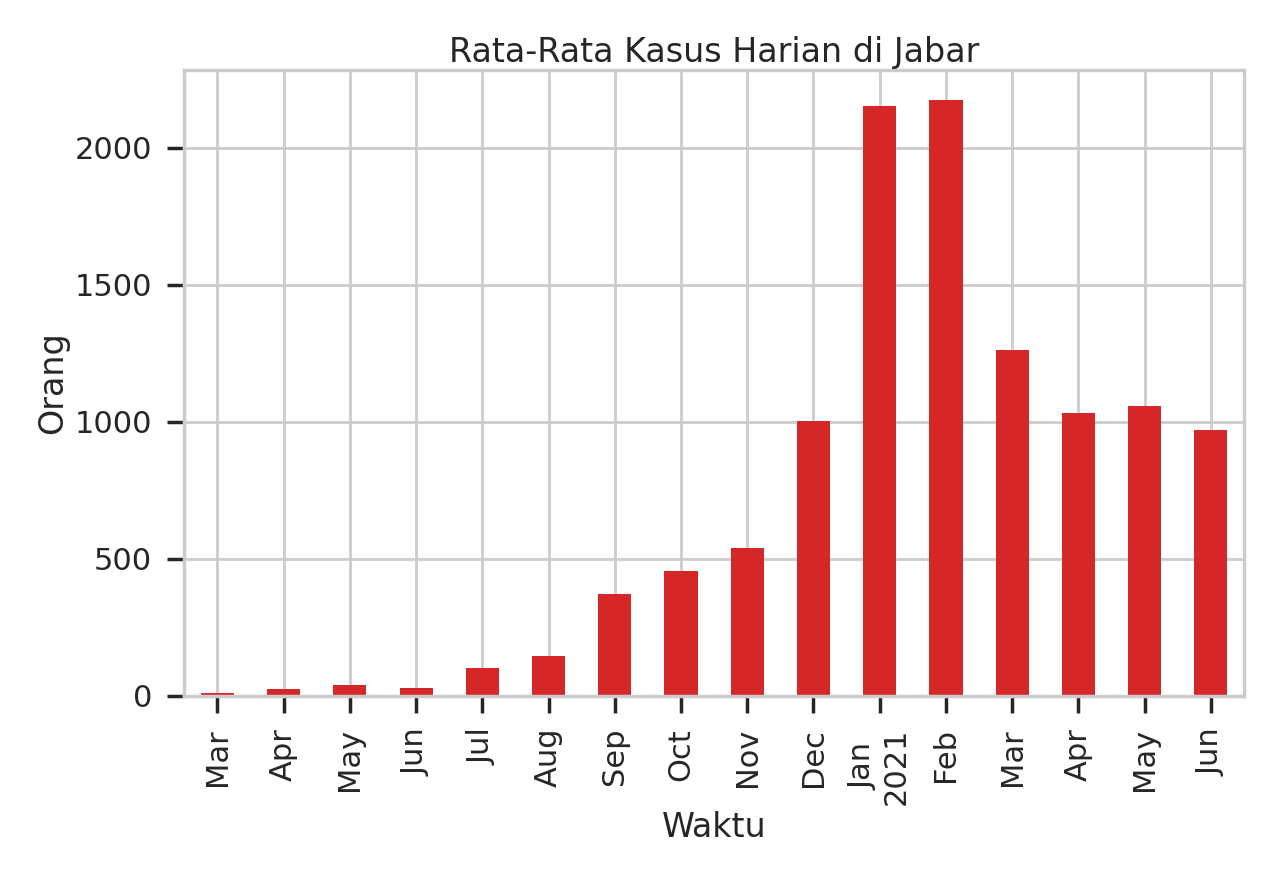 Rata-Rata Kasus Harian di Jabar
2000
1500
1000
500
0
Orang
Mar
Apr
May
Jun
Jul
Aug
Sep
Oct
Nov
Dec
Jan
2021
Feb
Mar
Apr
May
Jun
Waktu